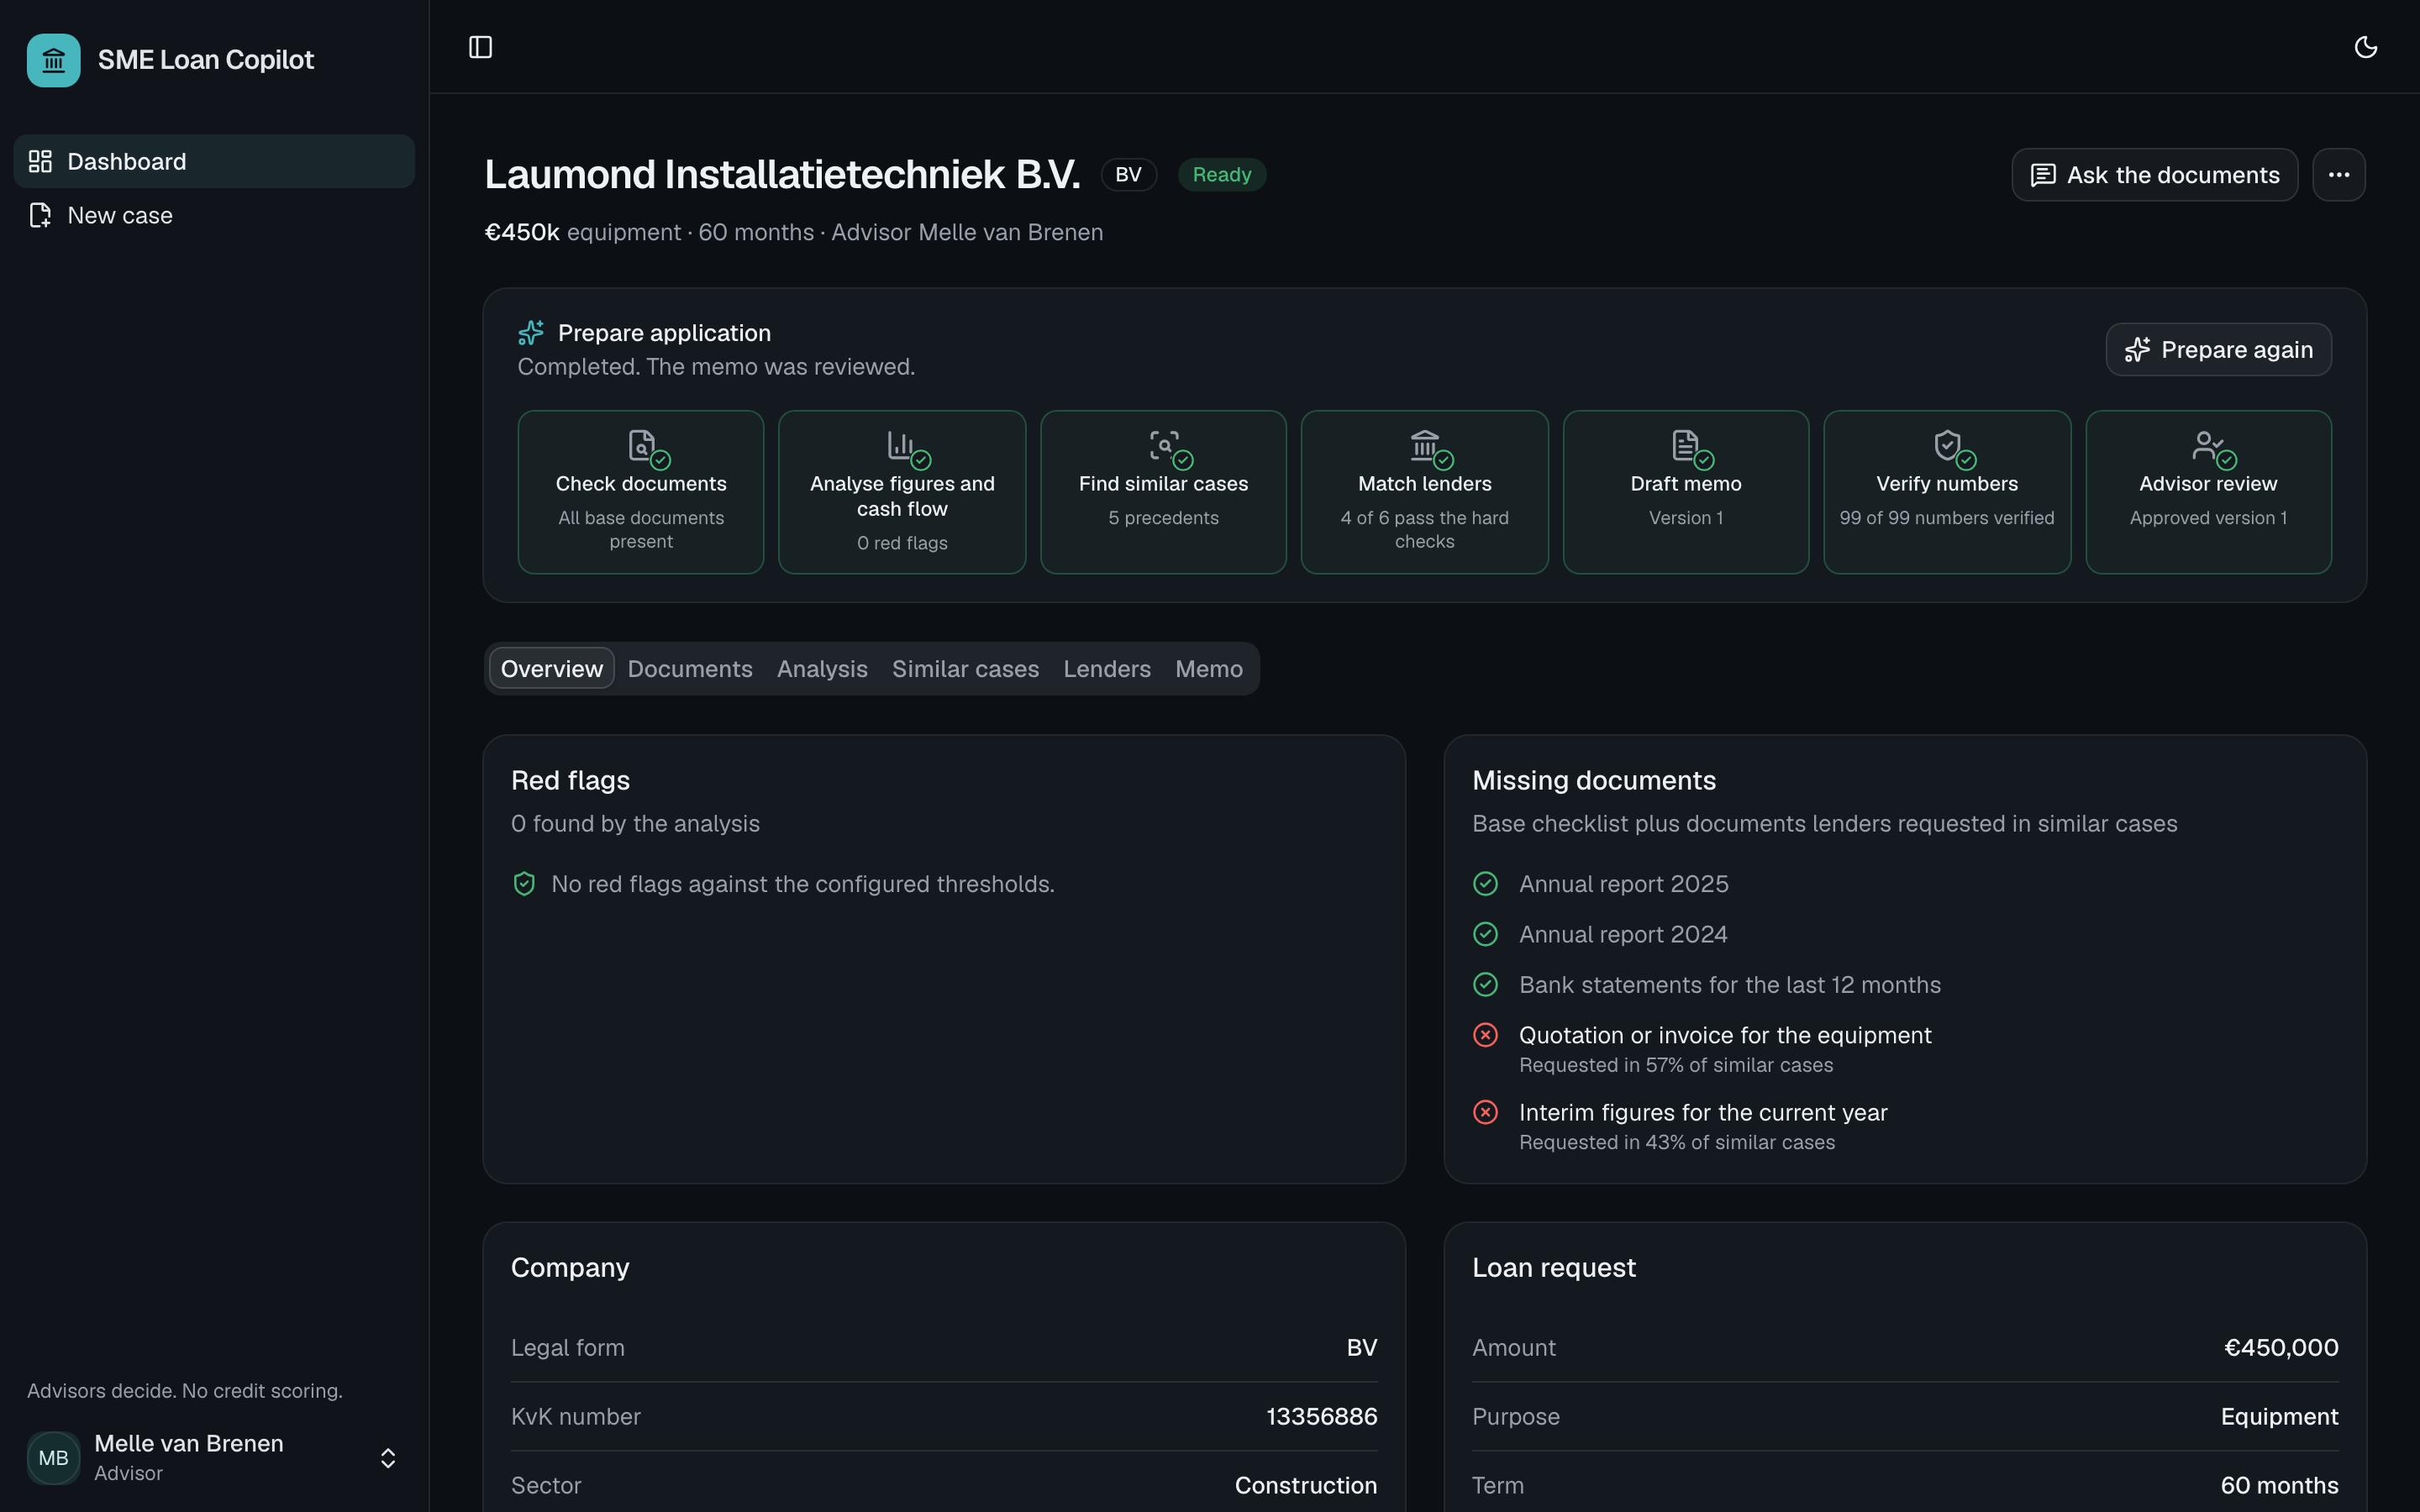 SME Loan Copilot
Dashboard
New case
Advisors decide. No credit scoring.
MB
Melle van Brenen
Advisor
Laumond Installatietechniek B.V.
BV
Ready
Ask the documents
€450k equipment · 60 months · Advisor Melle van Brenen
Prepare application
Completed. The memo was reviewed.
Prepare again
Check documents
All base documents
present
Analyse figures and
cash flow
0 red flags
Find similar cases
5 precedents
Match lenders
4 of 6 pass the hard
checks
Draft memo
Version 1
Verify numbers
99 of 99 numbers verified
Advisor review
Approved version 1
Overview
Documents
Analysis
Similar cases
Lenders
Memo
Red flags
0 found by the analysis
No red flags against the configured thresholds.
Missing documents
Base checklist plus documents lenders requested in similar cases
Annual report 2025
Annual report 2024
Bank statements for the last 12 months
Quotation or invoice for the equipment
Requested in 57% of similar cases
Interim figures for the current year
Requested in 43% of similar cases
Company
Legal form BV
KvK number 13356886
Sector Construction
Loan request
Amount €450,000
Purpose Equipment
Term 60 months